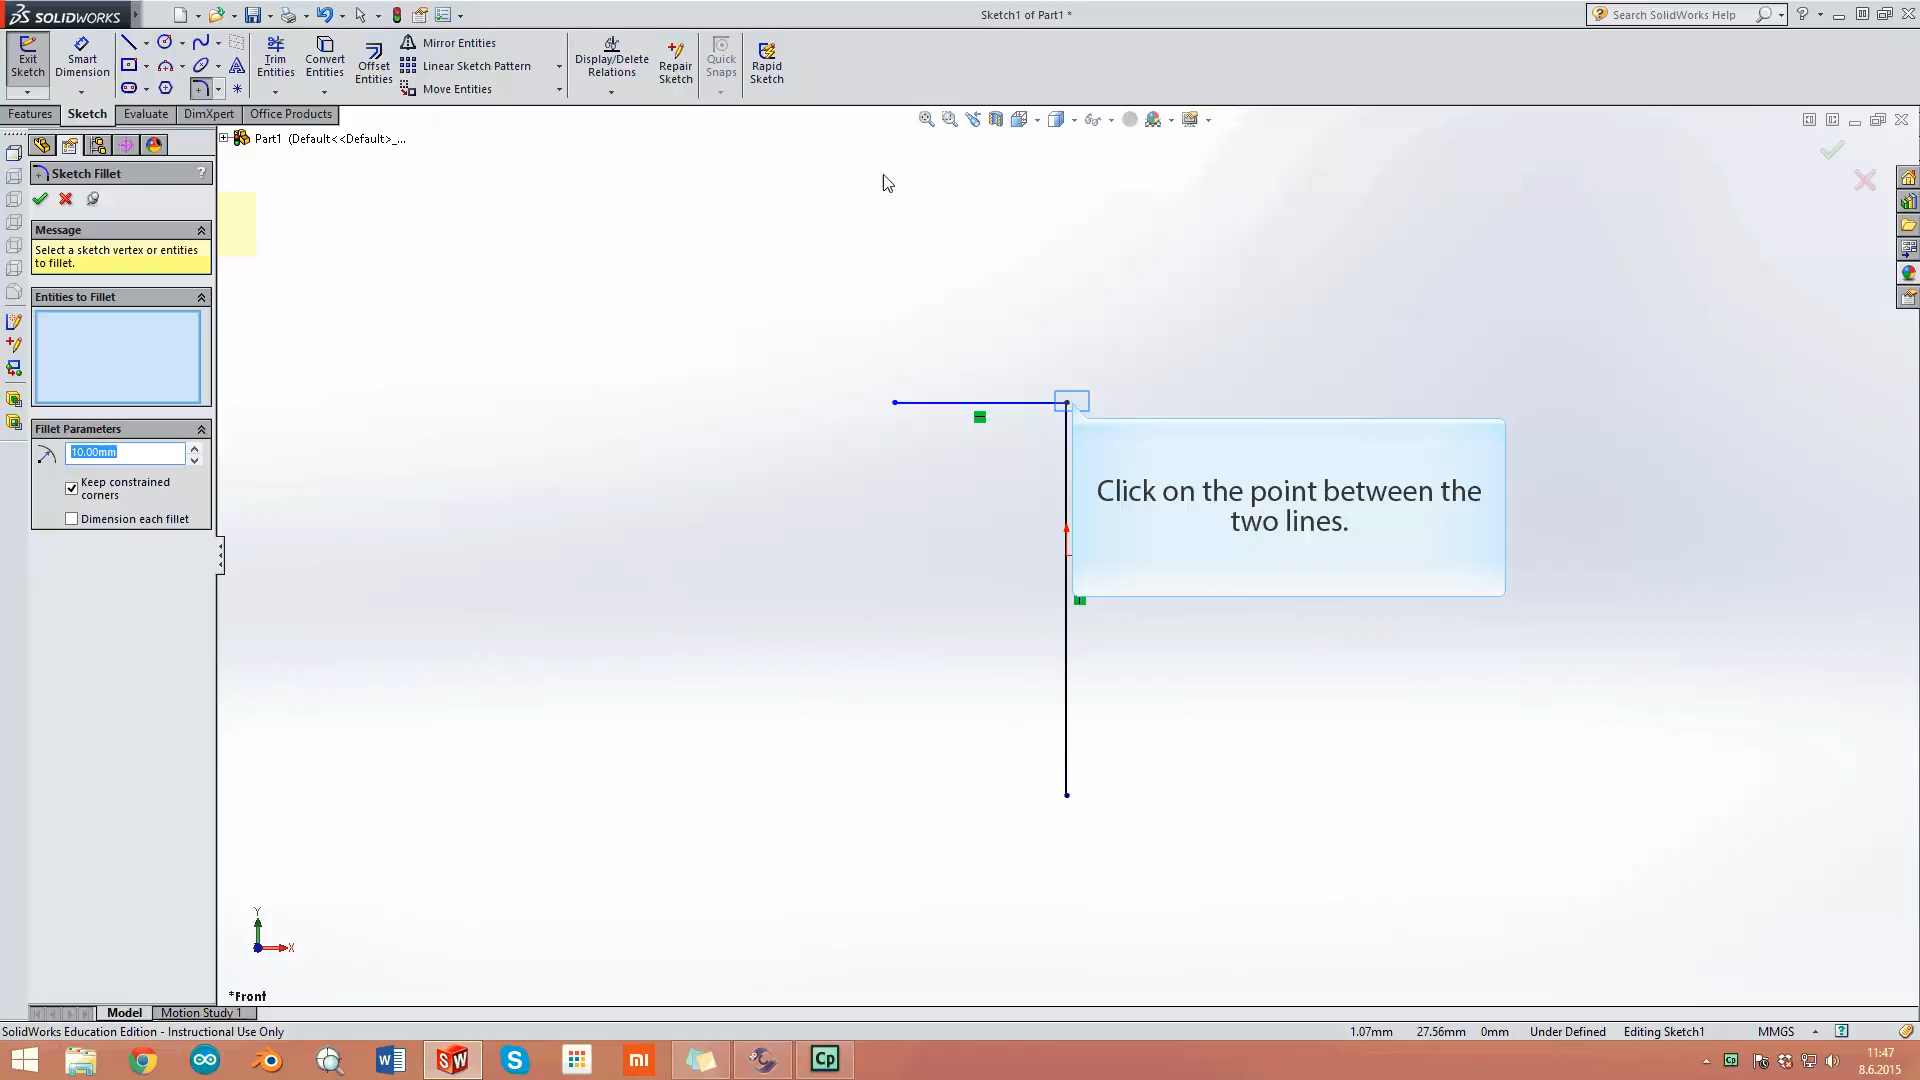 SOLIDWORKS
Sketch1 of Part1 *
Search SolidWorks Help
Exit Sketch
Smart Dimension
Trim Entities
Convert Entities
Offset Entities
Mirror Entities
Linear Sketch Pattern
Move Entities
Display/Delete Relations
Repair Sketch
Quick Snaps
Rapid Sketch
Features
Sketch
Evaluate
DimXpert
Office Products
Part1 (Default<<Default>_...
Sketch Fillet
?
Message
Select a sketch vertex or entities
to fillet.
Entities to Fillet
Fillet Parameters
10.00mm
Keep constrained
corners
Dimension each fillet
Click on the point between the
two lines.
Y
X
*Front
Model
Motion Study 1
SolidWorks Education Edition - Instructional Use Only
1.07mm
27.56mm
0mm
Under Defined
Editing Sketch1
MMGS
?
W
SW
S
mi
Cp
Cp
11:47
8.6.2015